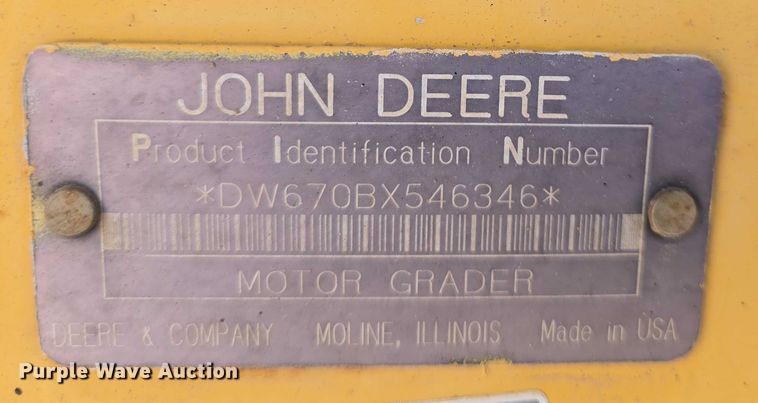 JOHN DEERE
Product Identification Number
*DW670BX546346*
MOTOR GRADER
DEERE & COMPANY MOLINE, ILLINOIS Made in USA
Purple Wave Auction